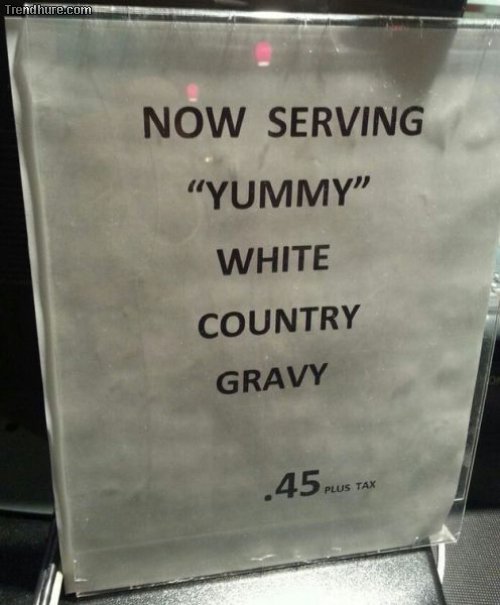 Trendhure.com
NOW SERVING
“YUMMY”
WHITE
COUNTRY
GRAVY
.45 PLUS TAX